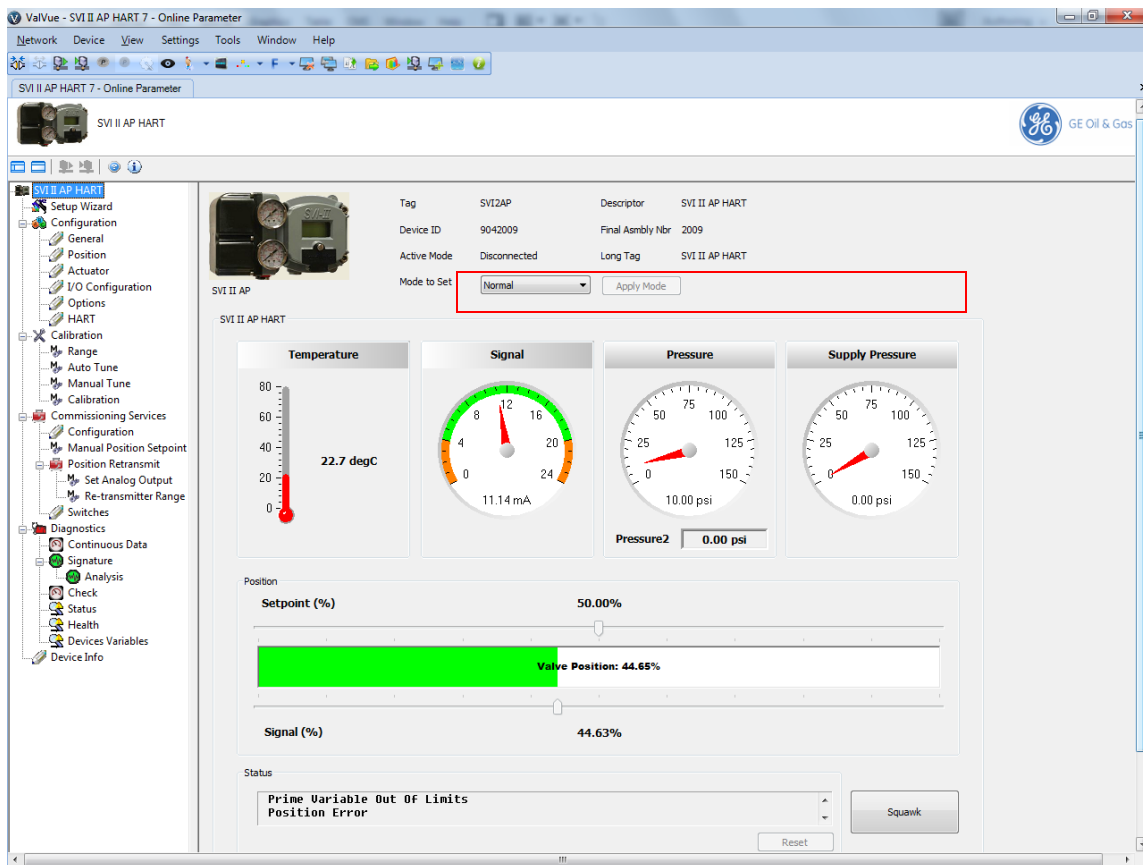 ValVue - SVI II AP HART 7 - Online Parameter
Network Device View Settings Tools Window Help
F
SVI II AP HART 7 - Online Parameter
SVI II AP HART
GE Oil & Gas
SVI II AP HART
Setup Wizard
Configuration
General
Position
Actuator
I/O Configuration
Options
HART
Calibration
Range
Auto Tune
Manual Tune
Calibration
Commissioning Services
Configuration
Manual Position Setpoint
Position Retransmit
Set Analog Output
Re-transmitter Range
Switches
Diagnostics
Continuous Data
Signature
Analysis
Check
Status
Health
Devices Variables
Device Info
SVI-II
SVI II AP
Tag SVI2AP Descriptor SVI II AP HART
Device ID 9042009 Final Asmbly Nbr 2009
Active Mode Disconnected Long Tag SVI II AP HART
Mode to Set Normal Apply Mode
SVI II AP HART
Temperature
80
60
40
20
0
22.7 degC
Signal
0 4 8 12 16 20 24
11.14 mA
Pressure
0 25 50 75 100 125 150
10.00 psi
Pressure2 0.00 psi
Supply Pressure
0 25 50 75 100 125 150
0.00 psi
Position
Setpoint (%) 50.00%
Valve Position: 44.65%
Signal (%) 44.63%
Status
Prime Variable Out Of Limits
Position Error
Squawk
Reset